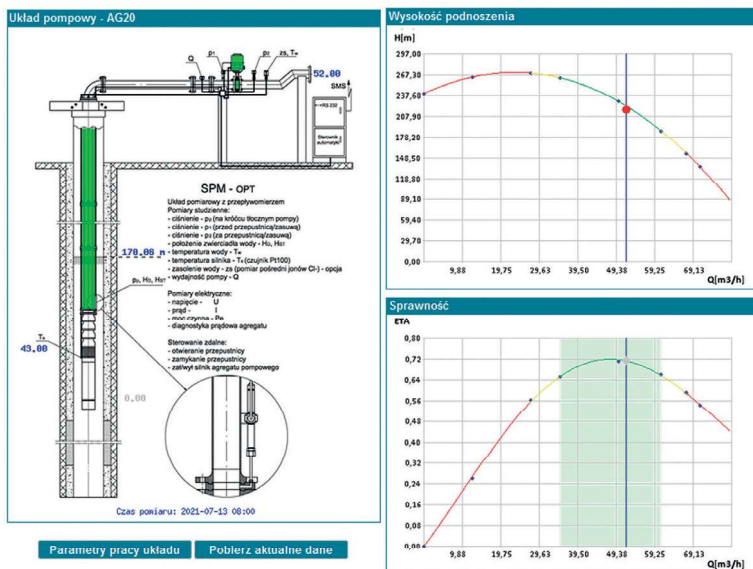 Układ pompowy - AG20
Q
p1
p2
zs, Tw
52.00
SMS
RS 232
Sterownik z
automatyki
SPM - OPT
Układ pomiarowy z przepływomierzem
Pomiary studzienne:
- ciśnienie - p0 (na króćcu tłocznym pompy)
- ciśnienie - p1 (przed przepustnicą/zasuwą)
- ciśnienie - p2 (za przepustnicą/zasuwą)
- położenie zwierciadła wody - HD, HST
- temperatura wody - Tw
- temperatura silnika - Ts (czujnik Pt100)
- zasolenie wody - zs (pomiar pośredni jonów Cl-) - opcja
- wydajność pompy - Q
170.06 m
p0, HD, HST
Pomiary elektryczne:
- napięcie - U
- prąd - I
- moc czynna - Pe
- diagnostyka prądowa agregatu
Ts
43.00
Sterowanie zdalne:
- otwieranie przepustnicy
- zamykanie przepustnicy
- zał/wył silnik agregatu pompowego
0.00
Czas pomiaru: 2021-07-13 08:00
Parametry pracy układu
Pobierz aktualne dane
Wysokość podnoszenia
H[m]
297,00
267,30
237,60
207,90
178,20
148,50
118,80
89,10
59,40
29,70
0,00
9,88 19,75 29,63 39,50 49,38 59,25 69,13
Q[m3/h]
Sprawność
ETA
0,80
0,72
0,64
0,56
0,48
0,40
0,32
0,24
0,16
0,08
0,00
9,88 19,75 29,63 39,50 49,38 59,25 69,13
Q[m3/h]